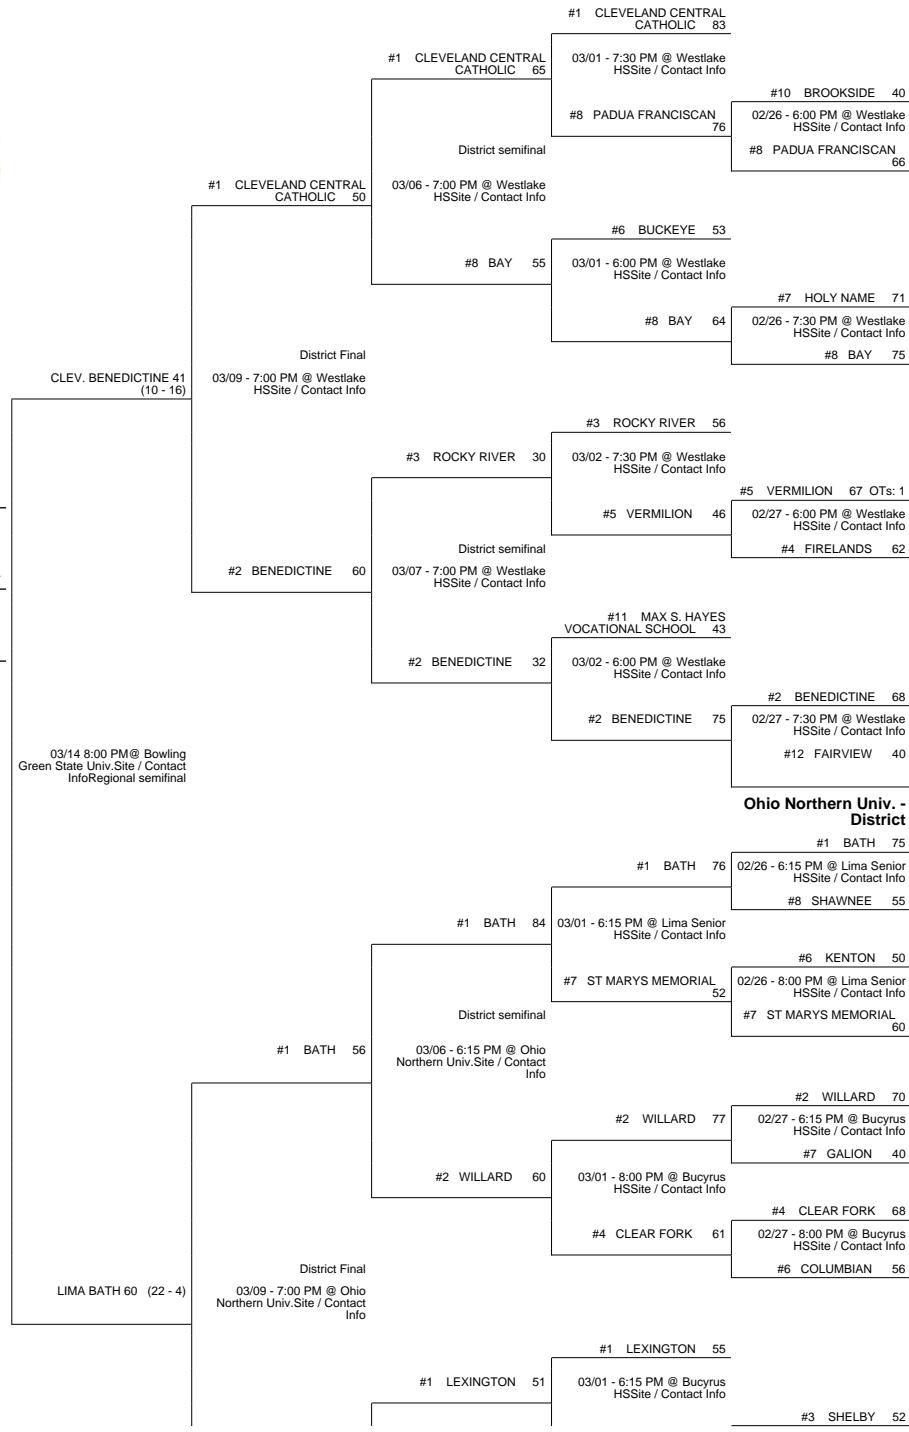 #1 CLEVELAND CENTRAL
CATHOLIC 83
#1 CLEVELAND CENTRAL
CATHOLIC 65
03/01 - 7:30 PM @ Westlake
HSSite / Contact Info
#10 BROOKSIDE 40
#8 PADUA FRANCISCAN
76
02/26 - 6:00 PM @ Westlake
HSSite / Contact Info
District semifinal
#8 PADUA FRANCISCAN
66
#1 CLEVELAND CENTRAL
CATHOLIC 50
03/06 - 7:00 PM @ Westlake
HSSite / Contact Info
#6 BUCKEYE 53
#8 BAY 55
03/01 - 6:00 PM @ Westlake
HSSite / Contact Info
#7 HOLY NAME 71
#8 BAY 64
02/26 - 7:30 PM @ Westlake
HSSite / Contact Info
District Final
#8 BAY 75
CLEV. BENEDICTINE 41
(10 - 16)
03/09 - 7:00 PM @ Westlake
HSSite / Contact Info
#3 ROCKY RIVER 56
#3 ROCKY RIVER 30
03/02 - 7:30 PM @ Westlake
HSSite / Contact Info
#5 VERMILION 67 OTs: 1
#5 VERMILION 46
02/27 - 6:00 PM @ Westlake
HSSite / Contact Info
District semifinal
#4 FIRELANDS 62
#2 BENEDICTINE 60
03/07 - 7:00 PM @ Westlake
HSSite / Contact Info
#11 MAX S. HAYES
VOCATIONAL SCHOOL 43
#2 BENEDICTINE 32
03/02 - 6:00 PM @ Westlake
HSSite / Contact Info
#2 BENEDICTINE 68
#2 BENEDICTINE 75
02/27 - 7:30 PM @ Westlake
HSSite / Contact Info
03/14 8:00 PM@ Bowling
Green State Univ.Site / Contact
InfoRegional semifinal
#12 FAIRVIEW 40
Ohio Northern Univ. -
District
#1 BATH 75
#1 BATH 76
02/26 - 6:15 PM @ Lima Senior
HSSite / Contact Info
#8 SHAWNEE 55
#1 BATH 84
03/01 - 6:15 PM @ Lima Senior
HSSite / Contact Info
#6 KENTON 50
#7 ST MARYS MEMORIAL
52
02/26 - 8:00 PM @ Lima Senior
HSSite / Contact Info
District semifinal
#7 ST MARYS MEMORIAL
60
#1 BATH 56
03/06 - 6:15 PM @ Ohio
Northern Univ.Site / Contact
Info
#2 WILLARD 70
#2 WILLARD 77
02/27 - 6:15 PM @ Bucyrus
HSSite / Contact Info
#7 GALION 40
#2 WILLARD 60
03/01 - 8:00 PM @ Bucyrus
HSSite / Contact Info
#4 CLEAR FORK 68
#4 CLEAR FORK 61
02/27 - 8:00 PM @ Bucyrus
HSSite / Contact Info
District Final
#6 COLUMBIAN 56
LIMA BATH 60 (22 - 4)
03/09 - 7:00 PM @ Ohio
Northern Univ.Site / Contact
Info
#1 LEXINGTON 55
#1 LEXINGTON 51
03/01 - 6:15 PM @ Bucyrus
HSSite / Contact Info
#3 SHELBY 52